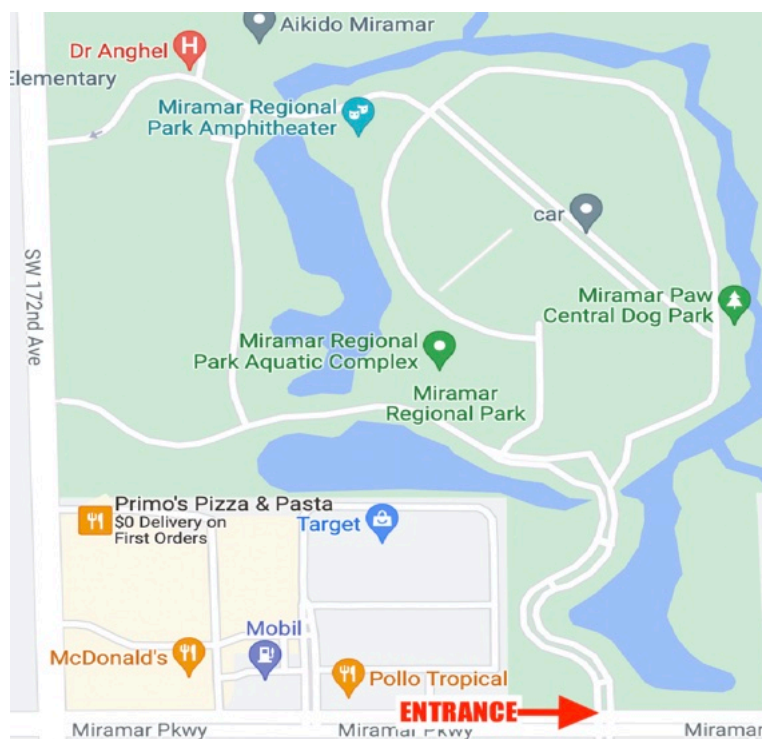 Aikido Miramar
Dr Anghel
H
Elementary
Miramar Regional
Park Amphitheater
car
SW 172nd Ave
Miramar Paw
Central Dog Park
Miramar Regional
Park Aquatic Complex
Miramar
Regional Park
Primo's Pizza & Pasta
$0 Delivery on
First Orders
Target
Mobil
McDonald's
Pollo Tropical
ENTRANCE
Miramar Pkwy
Miramar Pkwy
Miramar